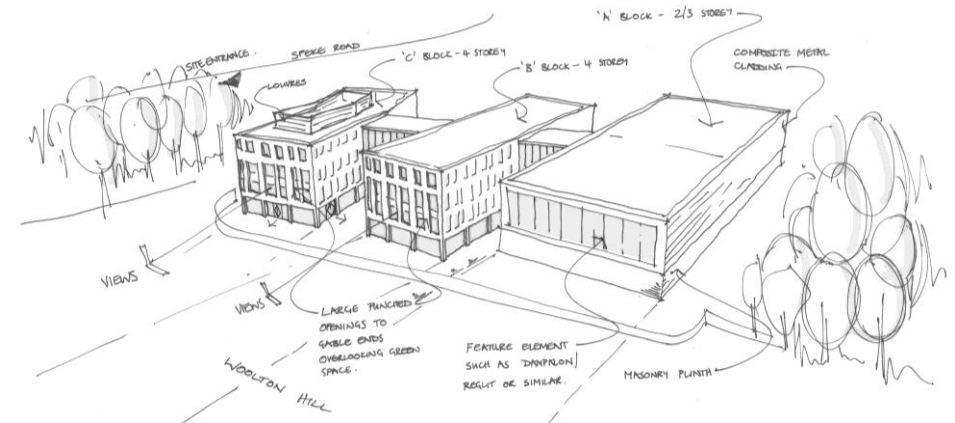 'A' BLOCK - 2/3 STOREY
SITE ENTRANCE.
SPEKE ROAD
'C' BLOCK - 4 STOREY
'B' BLOCK - 4 STOREY
COMPOSITE METAL
CLADDING
LOUVRES
VIEWS
VIEWS
LARGE PUNCHED
OPENINGS TO
GABLE ENDS
OVERLOOKING GREEN
SPACE.
FEATURE ELEMENT
SUCH AS DANPALON/
REGLIT OR SIMILAR.
MASONRY PLINTH
WOOLTON HILL